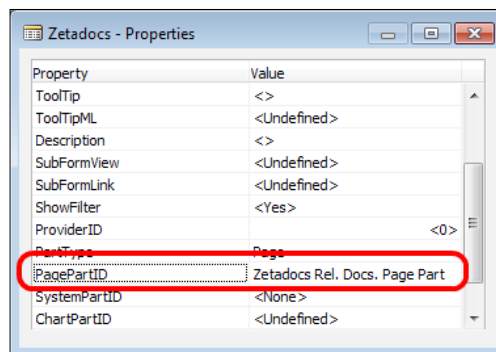 Zetadocs - Properties
Property Value
ToolTip <>
ToolTipML <Undefined>
Description <>
SubFormView <Undefined>
SubFormLink <Undefined>
ShowFilter <Yes>
ProviderID <0>
PartType Page
PagePartID Zetadocs Rel. Docs. Page Part
SystemPartID <None>
ChartPartID <Undefined>